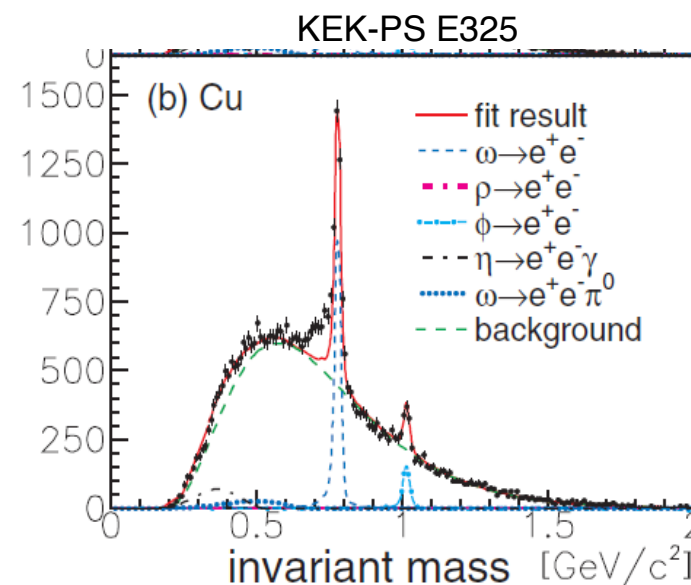 KEK-PS E325
0
1500
(b) Cu
fit result
ω→e⁺e⁻
1250
ρ→e⁺e⁻
1000
φ→e⁺e⁻
η→e⁺e⁻γ
750
ω→e⁺e⁻π⁰
background
500
250
0
0 0.5 1 1.5 2
invariant mass [GeV/c²]